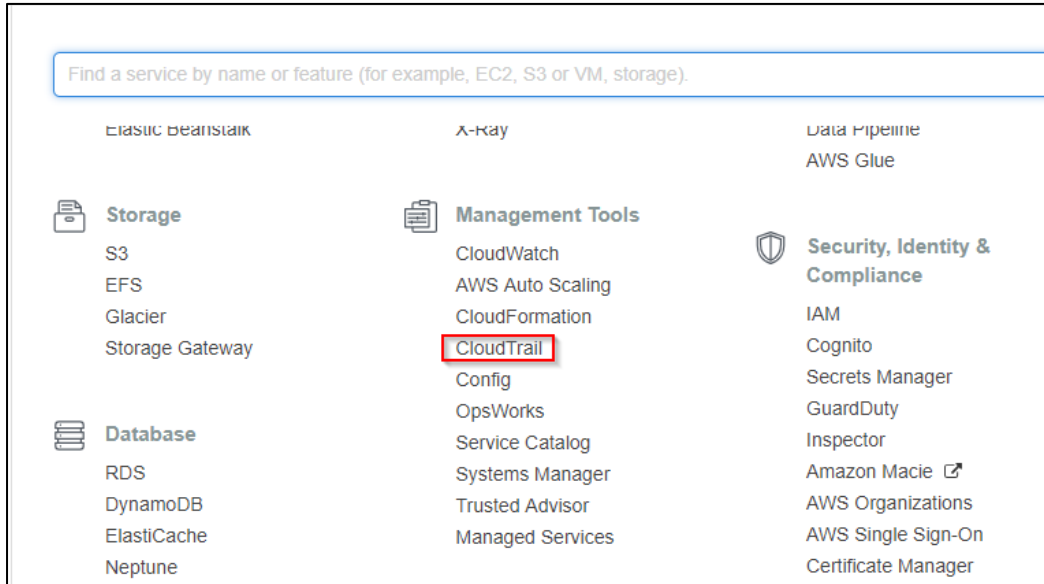 Find a service by name or feature (for example, EC2, S3 or VM, storage).
Elastic Beanstalk
X-Ray
Data Pipeline
AWS Glue
Storage
S3
EFS
Glacier
Storage Gateway
Database
RDS
DynamoDB
ElastiCache
Neptune
Management Tools
CloudWatch
AWS Auto Scaling
CloudFormation
CloudTrail
Config
OpsWorks
Service Catalog
Systems Manager
Trusted Advisor
Managed Services
Security, Identity &
Compliance
IAM
Cognito
Secrets Manager
GuardDuty
Inspector
Amazon Macie
AWS Organizations
AWS Single Sign-On
Certificate Manager